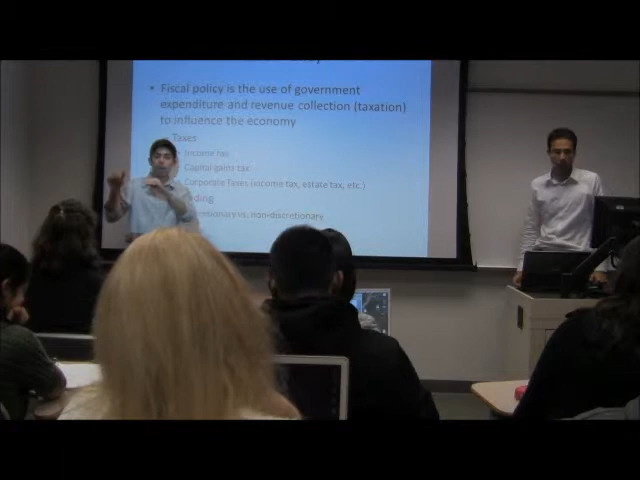 • Fiscal policy is the use of government
expenditure and revenue collection (taxation)
to influence the economy
Taxes
Income tax
Capital gains tax
Corporate Taxes (income tax, estate tax, etc.)
vs. non-discretionary